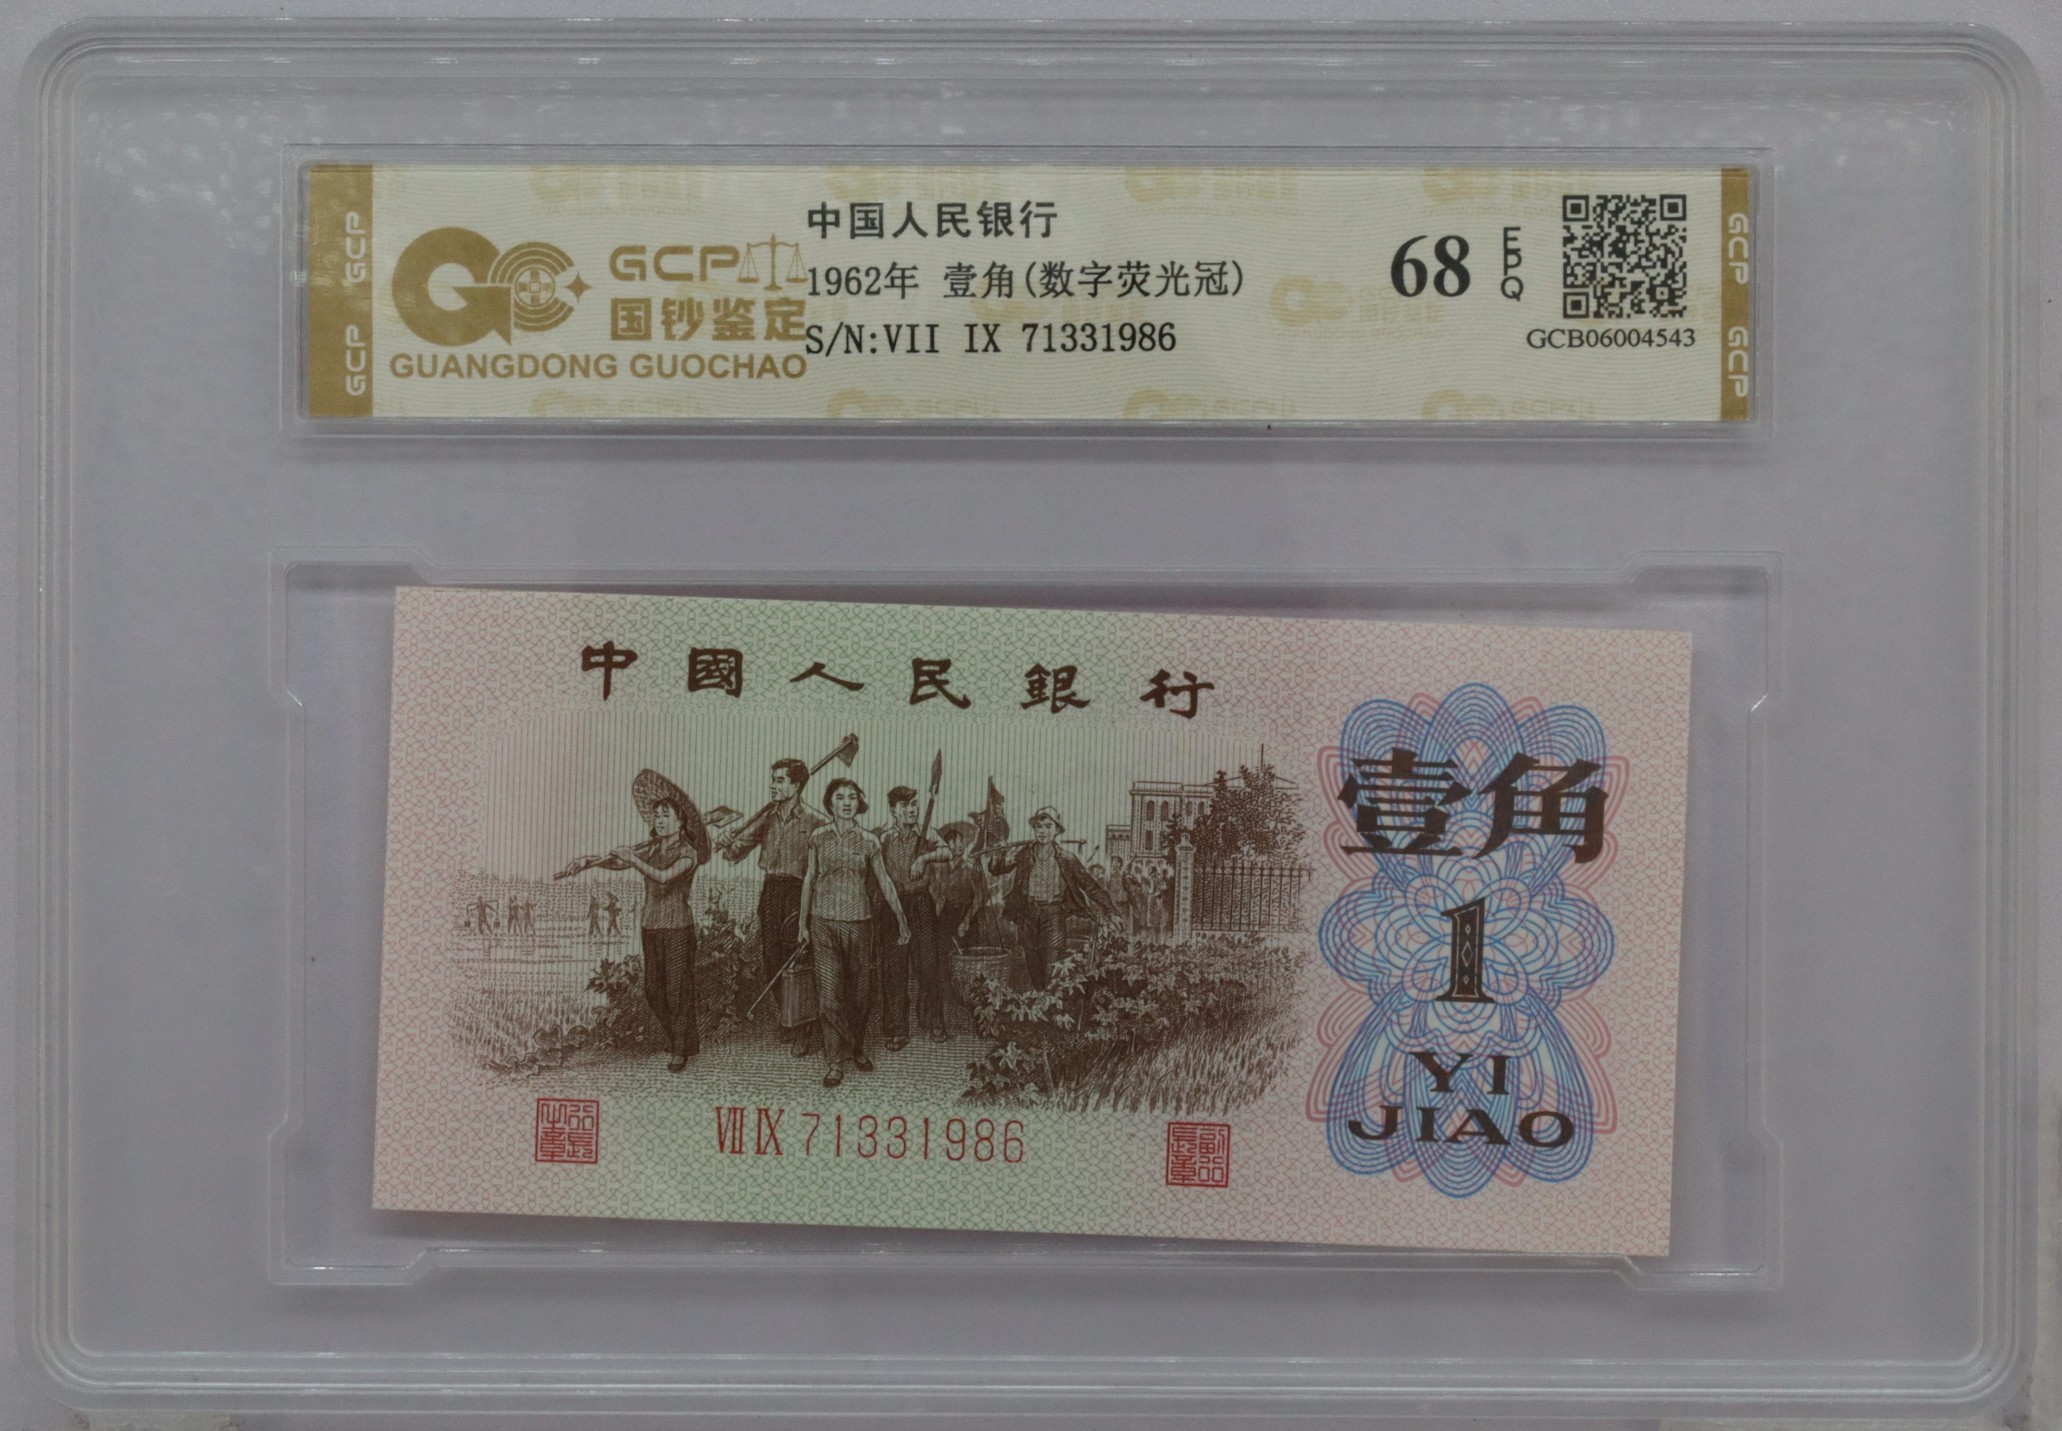 GCP
GCP
GCP
国钞鉴定
GUANGDONG GUOCHAO
中国人民银行
1962年 壹角(数字荧光冠)
S/N:VII IX 71331986
68 EPQ
GCB06004543
GCP
GCP
中國人民銀行
壹角
1
YI
JIAO
VII IX 71331986